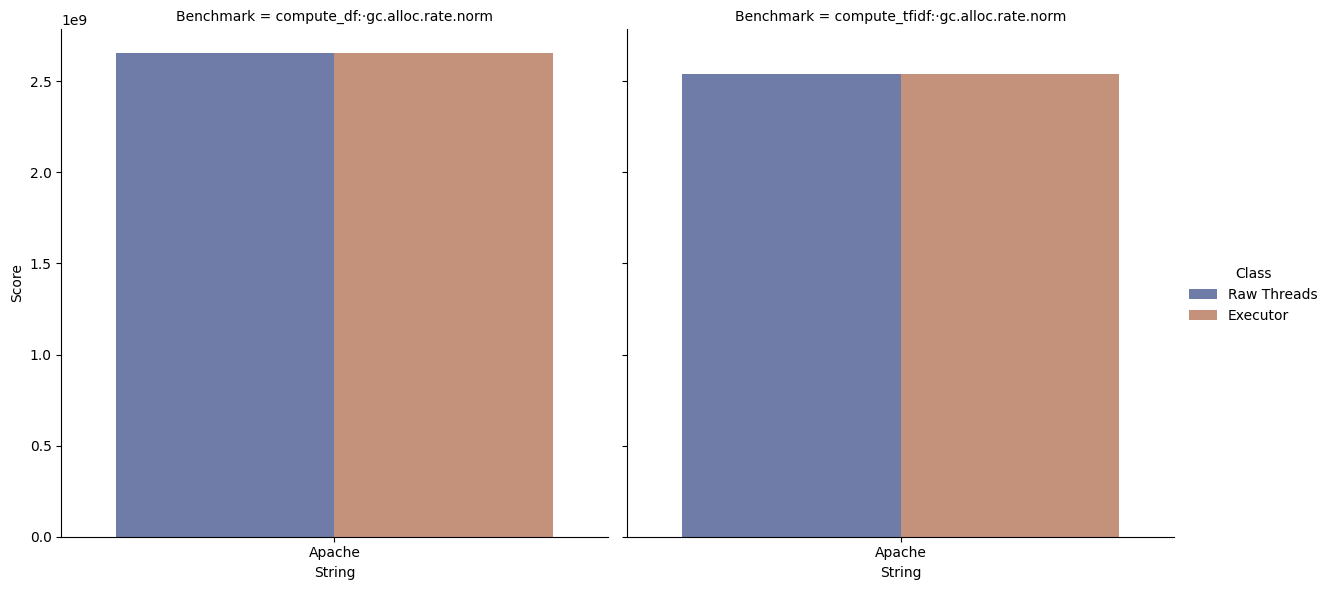 1e9
Benchmark = compute_df:·gc.alloc.rate.norm
Benchmark = compute_tfidf:·gc.alloc.rate.norm
2.5
2.0
1.5
1.0
0.5
0.0
Score
Apache
String
Apache
String
Class
Raw Threads
Executor